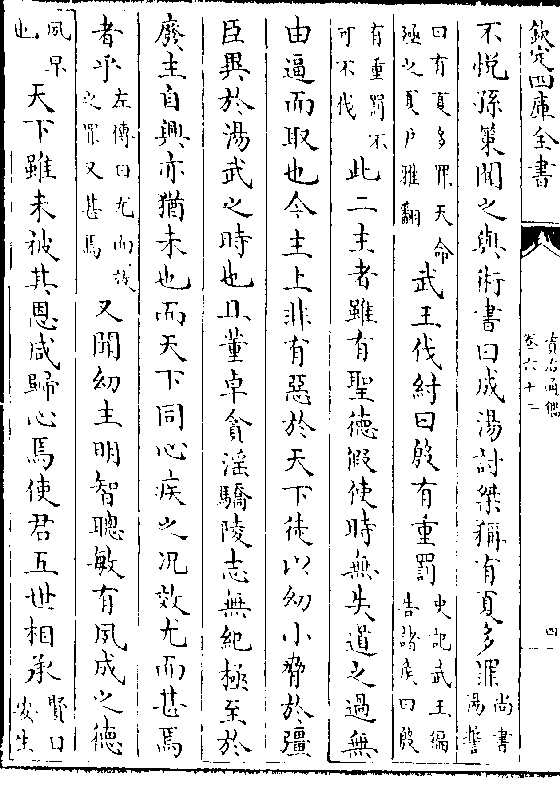 欽定四庫全書
資治通鑑
卷六十二
四
不悅孫策聞之與術書曰成湯討桀稱有夏多罪尚書湯誓
曰有夏多罪天命殛之夏戶雅翻武王伐紂曰殷有重罰史記武王徧告諸侯曰殷
有重罰不可不伐此二主者雖有聖德假使時無失道之過無
由逼而取也今主上非有惡於天下徒以幼小脅於彊
臣異於湯武之時也且董卓貪淫驕陵志無紀極至於
廢主自興亦猶未也而天下同心疾之況效尤而甚焉
者乎左傳曰尤而效之罪又甚焉又聞幼主明智聰敏有夙成之德
夙早也天下雖未被其恩咸歸心焉使君五世相承賢曰安生